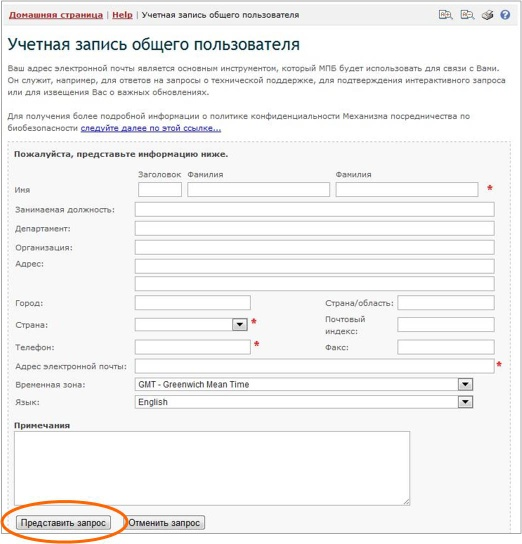 Домашняя страница | Help | Учетная запись общего пользователя
Учетная запись общего пользователя
Ваш адрес электронной почты является основным инструментом, который МПБ будет использовать для связи с Вами.
Он служит, например, для ответов на запросы о технической поддержке, для подтверждения интерактивного запроса
или для извещения Вас о важных обновлениях.
Для получения более подробной информации о политике конфиденциальности Механизма посредничества по
биобезопасности следуйте далее по этой ссылке...
Пожалуйста, представьте информацию ниже.
Заголовок Фамилия Фамилия
Имя *
Занимаемая должность:
Департамент:
Организация:
Адрес:
Город: Страна/область:
Страна: * Почтовый
индекс:
Телефон: * Факс:
Адрес электронной почты: *
Временная зона: GMT - Greenwich Mean Time
Язык: English
Примечания
Представить запрос Отменить запрос